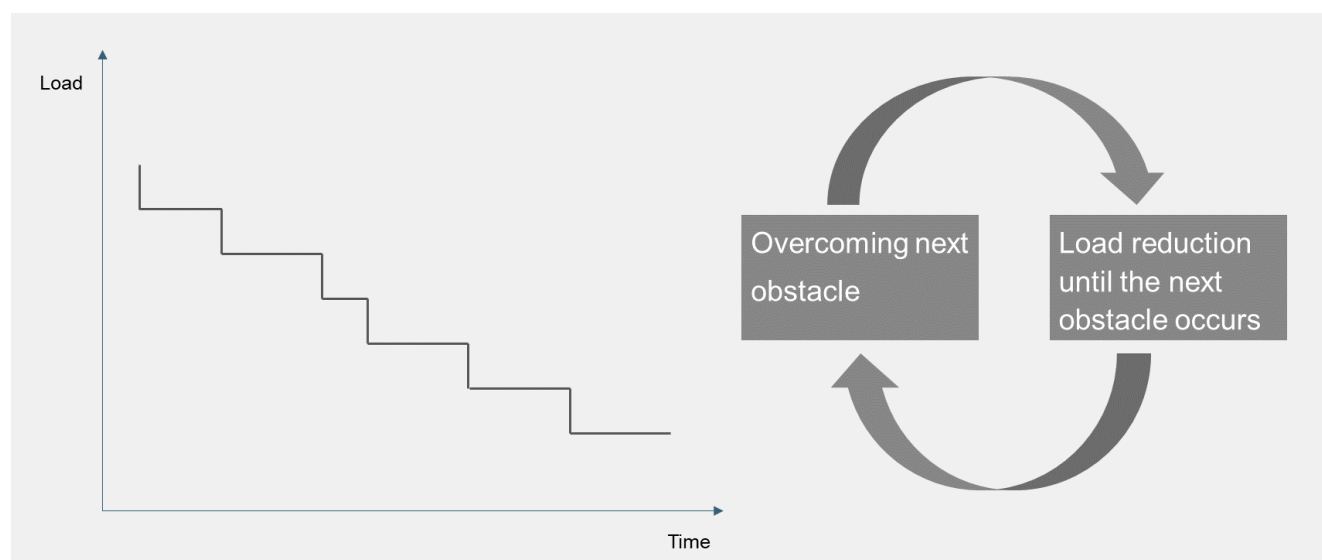 Load
Time
Overcoming next
obstacle
Load reduction
until the next
obstacle occurs